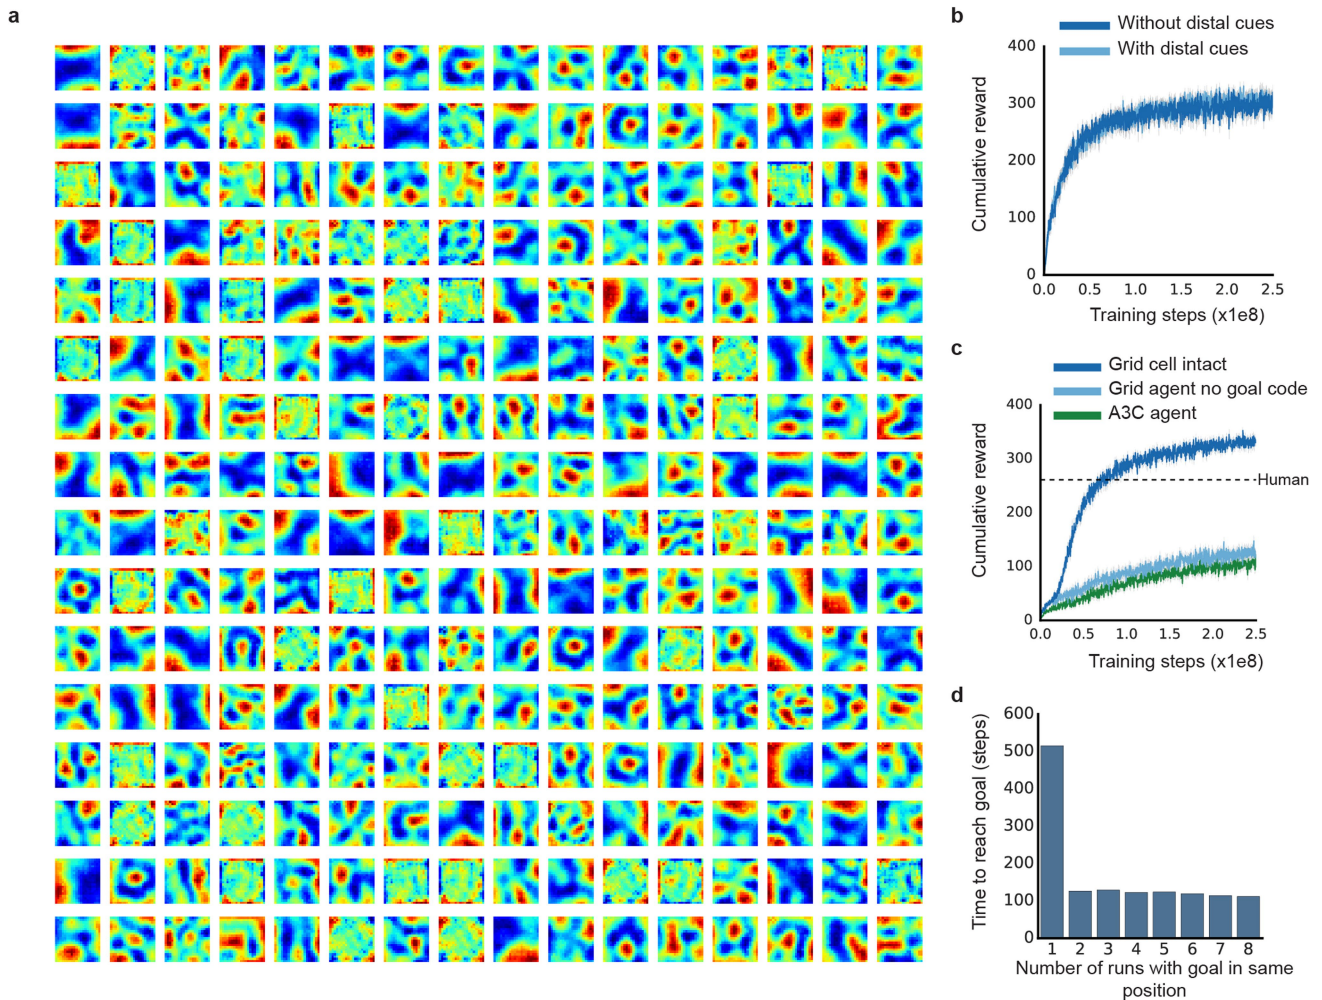 a
b
Without distal cues
With distal cues
Cumulative reward
400
300
200
100
0
0.0 0.5 1.0 1.5 2.0 2.5
Training steps (x1e8)
c
Grid cell intact
Grid agent no goal code
A3C agent
Cumulative reward
400
300
200
100
0
Human
0.0 0.5 1.0 1.5 2.0 2.5
Training steps (x1e8)
d
Time to reach goal (steps)
600
500
400
300
200
100
0
1 2 3 4 5 6 7 8
Number of runs with goal in same
position